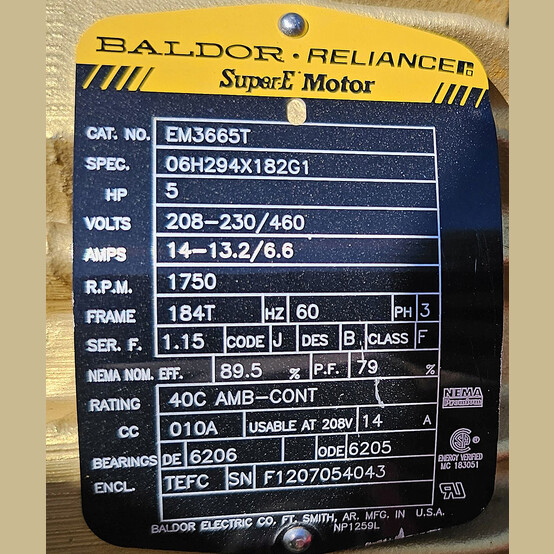 BALDOR · RELIANCE
Super-E Motor
CAT. NO. EM3665T
SPEC. 06H294X182G1
HP 5
VOLTS 208-230/460
AMPS 14-13.2/6.6
R.P.M. 1750
FRAME 184T HZ 60 PH 3
SER. F. 1.15 CODE J DES B CLASS F
NEMA NOM. EFF. 89.5 % P.F. 79 %
RATING 40C AMB-CONT
NEMA
Premium
CC 010A USABLE AT 208V 14 A
BEARINGS DE 6206 ODE 6205
ENERGY VERIFIED
MC 183051
ENCL. TEFC SN F1207054043
BALDOR ELECTRIC CO. FT. SMITH, AR. MFG. IN U.S.A.
NP1259L